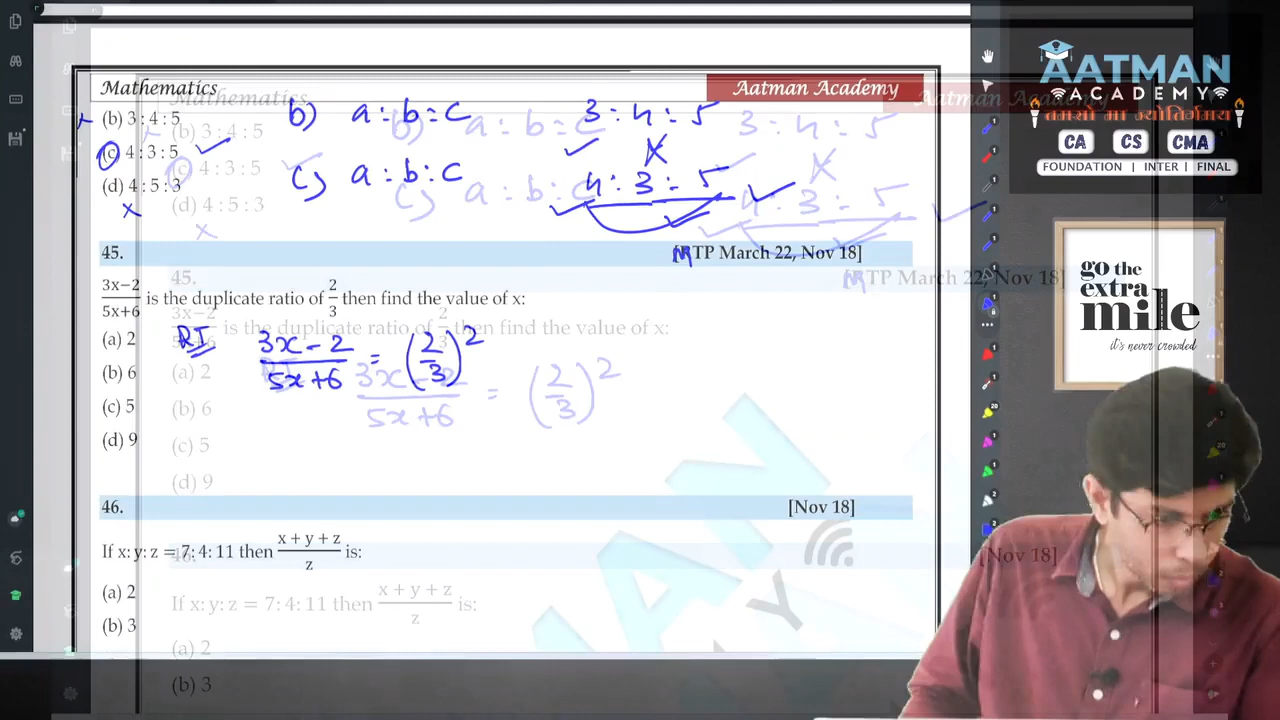 Mathematics
Aatman Academy
(b) 3 : 4 : 5
(c) 4 : 3 : 5
(d) 4 : 5 : 3
b) a : b : c 3 : 4 : 5
c) a : b : c 4 : 3 : 5
45. [RTP March 22, Nov 18]
3x−2/5x+6 is the duplicate ratio of 2/3 then find the value of x:
(a) 2
(b) 6
(c) 5
(d) 9
3x−2/5x+6 = (2/3)²
46. [Nov 18]
If x: y: z = 7: 4: 11 then x + y + z/z is:
(a) 2
(b) 3
AATMAN
ACADEMY
तमसो मा ज्योतिर्गमय
CA CS CMA
FOUNDATION | INTER | FINAL
go the
extra
mile
it's never crowded